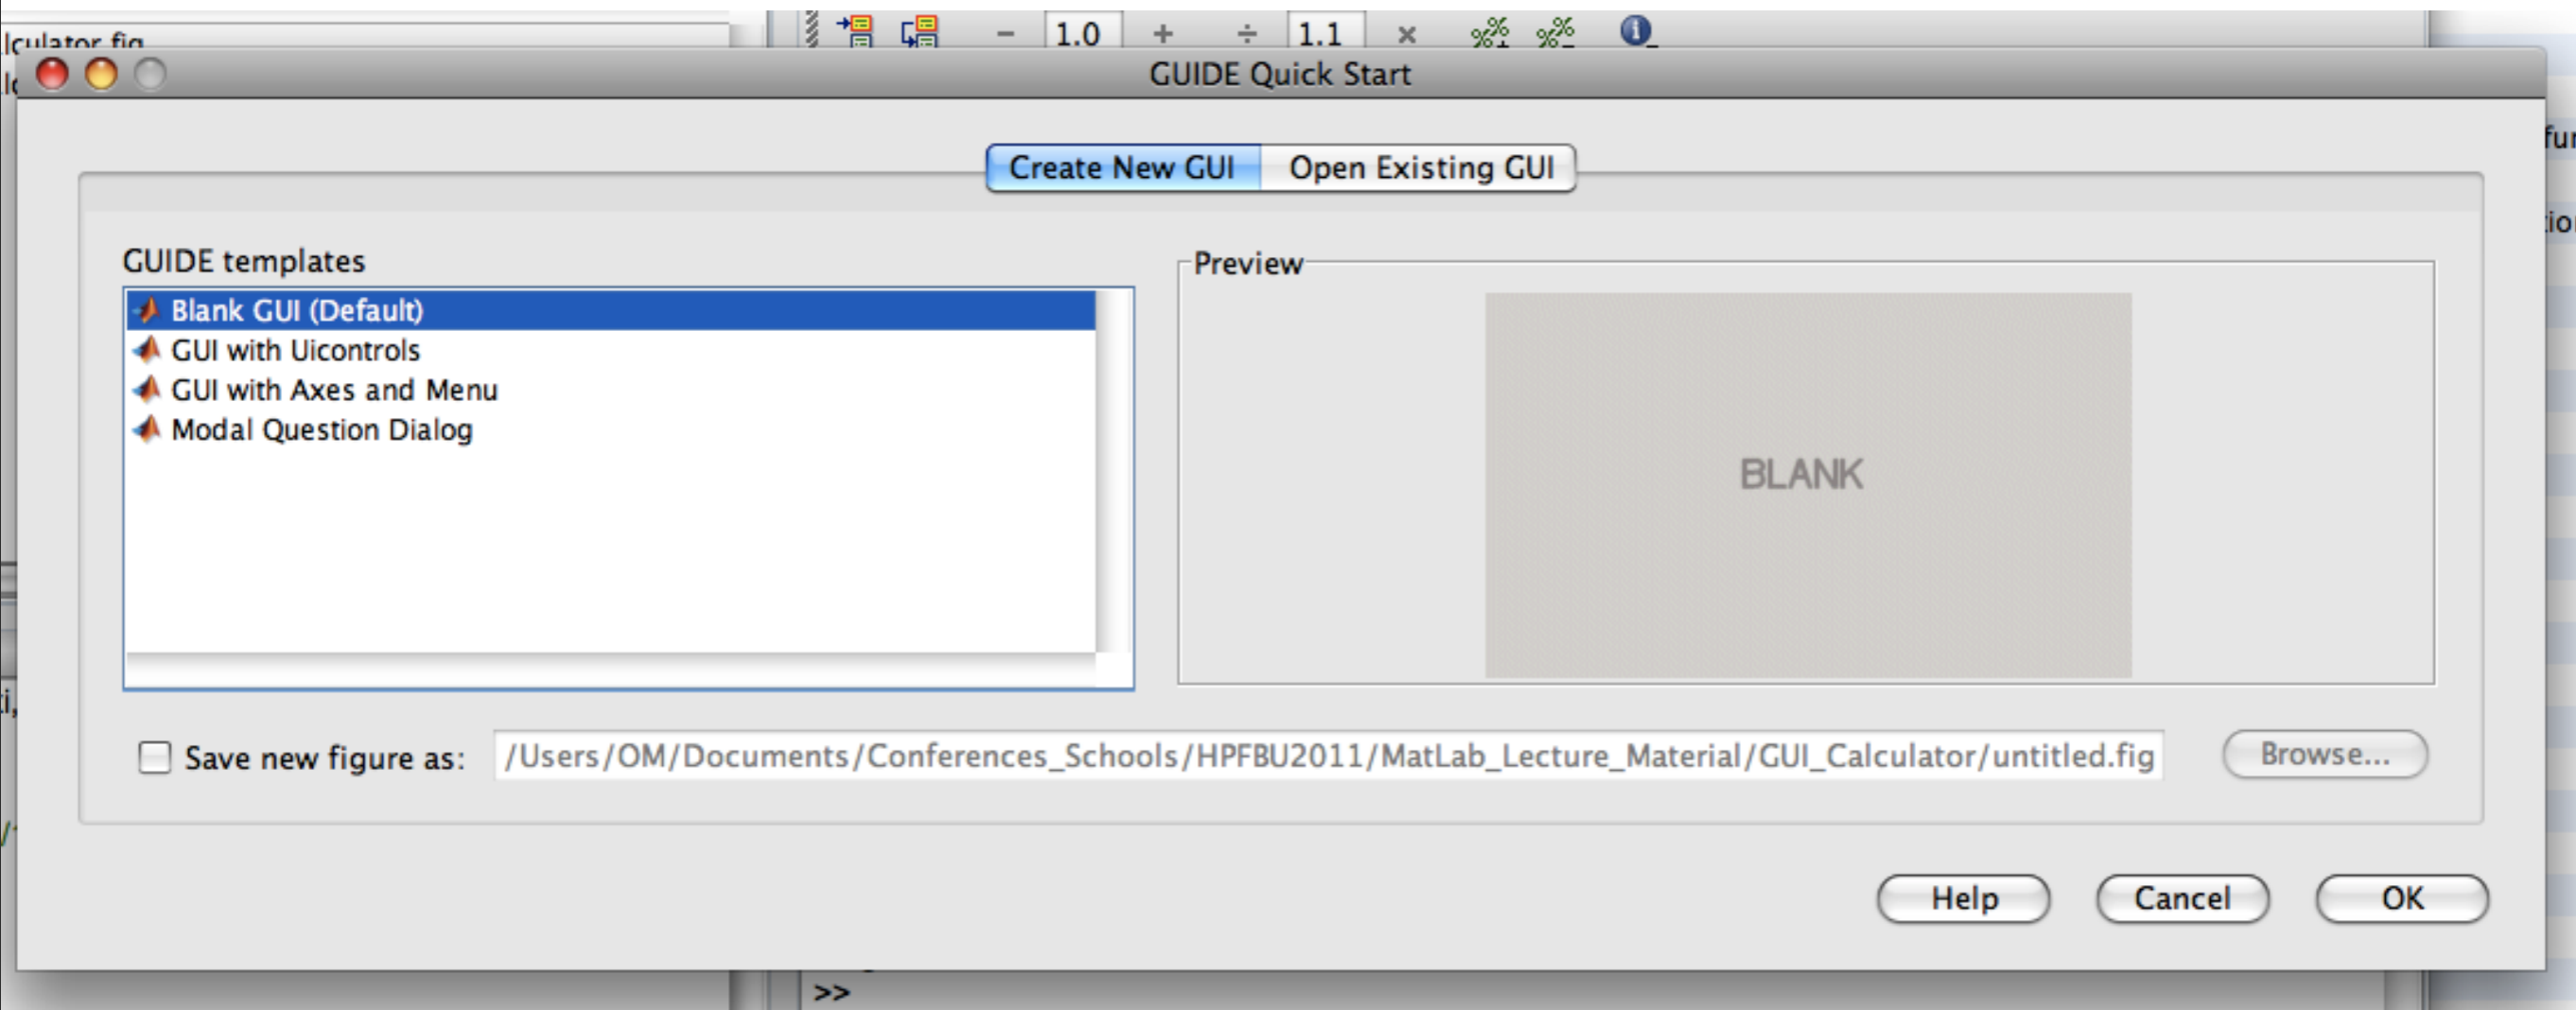 lculator.fig
1.0
1.1
GUIDE Quick Start
Create New GUI
Open Existing GUI
GUIDE templates
Blank GUI (Default)
GUI with Uicontrols
GUI with Axes and Menu
Modal Question Dialog
Preview
BLANK
Save new figure as:
/Users/OM/Documents/Conferences_Schools/HPFBU2011/MatLab_Lecture_Material/GUI_Calculator/untitled.fig
Browse...
Help
Cancel
OK
>>